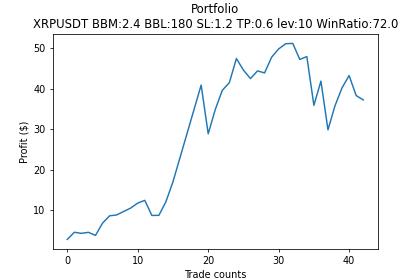 Portfolio
XRPUSDT BBM:2.4 BBL:180 SL:1.2 TP:0.6 lev:10 WinRatio:72.0
50
40
30
20
10
Profit ($)
0 10 20 30 40
Trade counts